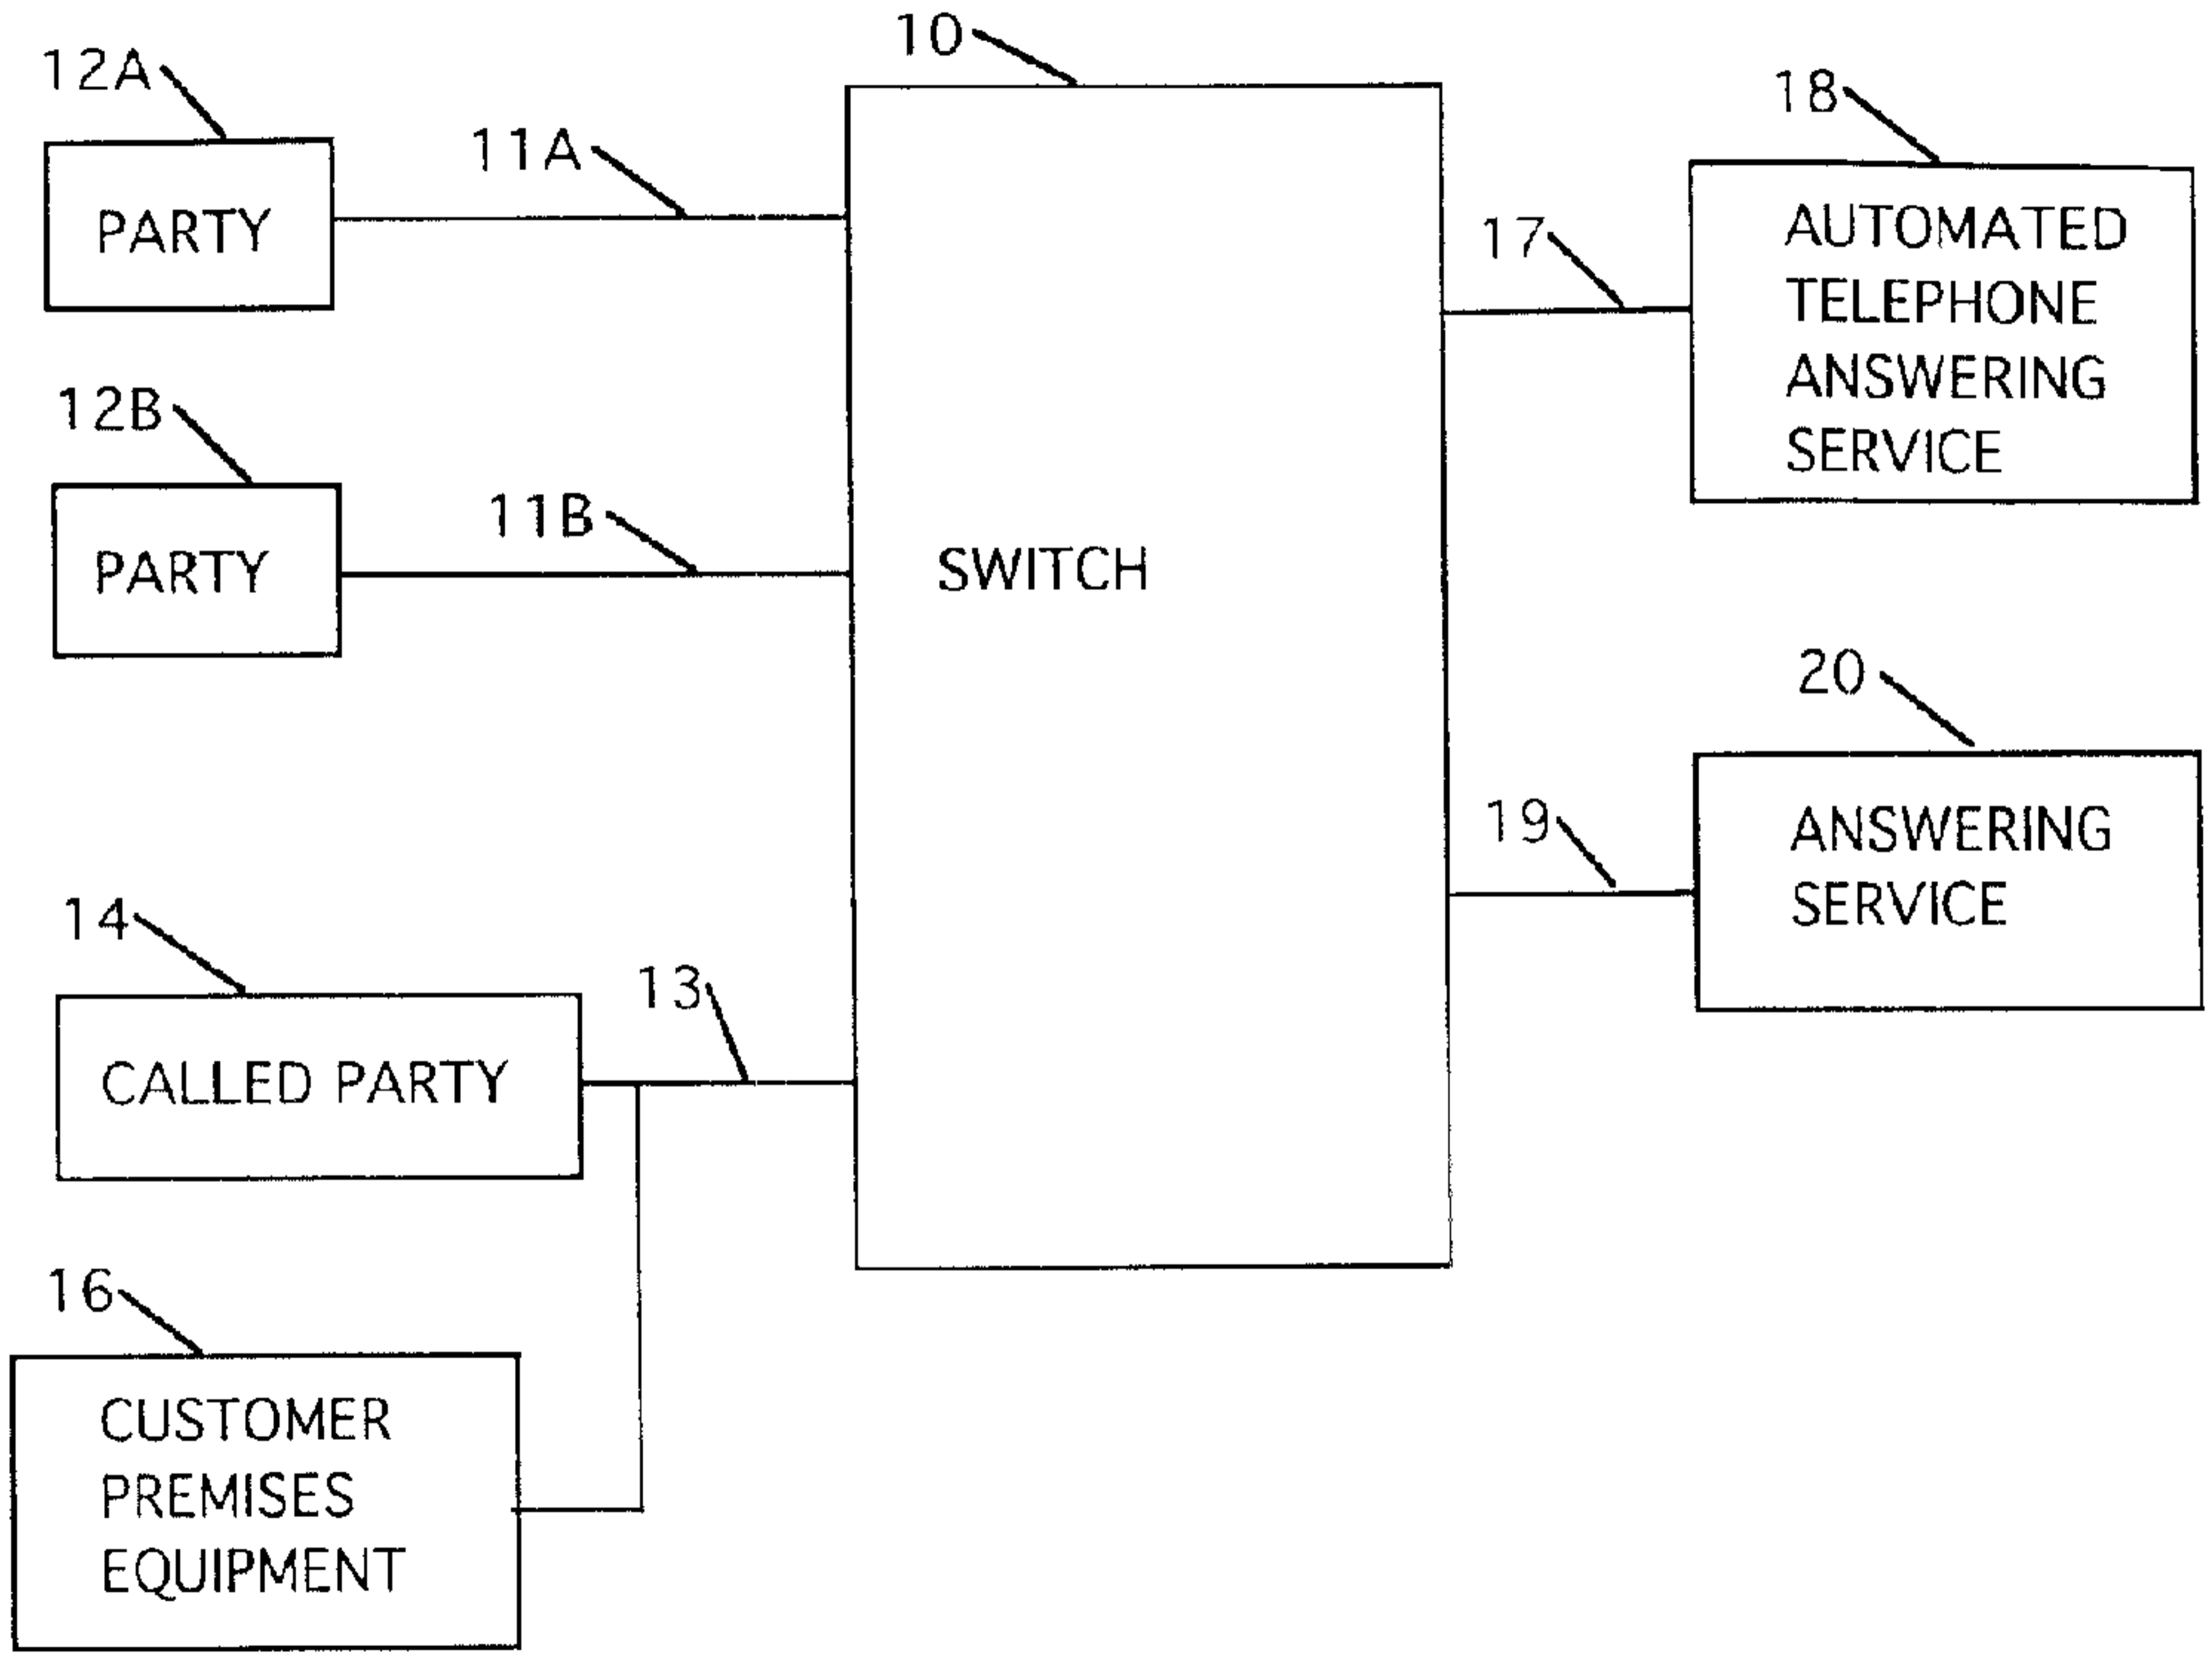 10
12A
18
11A
PARTY
17
AUTOMATED
TELEPHONE
ANSWERING
SERVICE
12B
11B
PARTY
SWITCH
20
19
ANSWERING
SERVICE
14
13
CALLED PARTY
16
CUSTOMER
PREMISES
EQUIPMENT